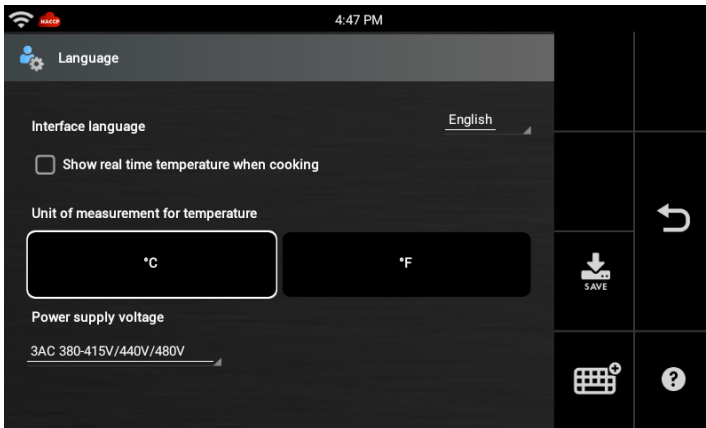 HACCP
4:47 PM
Language
Interface language
English
Show real time temperature when cooking
Unit of measurement for temperature
°C
°F
SAVE
Power supply voltage
3AC 380-415V/440V/480V
?